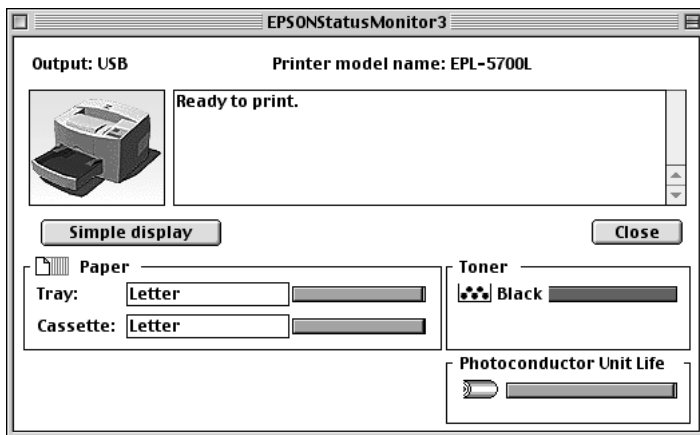 EPSONStatusMonitor3
Output: USB
Printer model name: EPL-5700L
Ready to print.
Simple display
Close
Paper
Tray:
Letter
Cassette:
Letter
Toner
Black
Photoconductor Unit Life